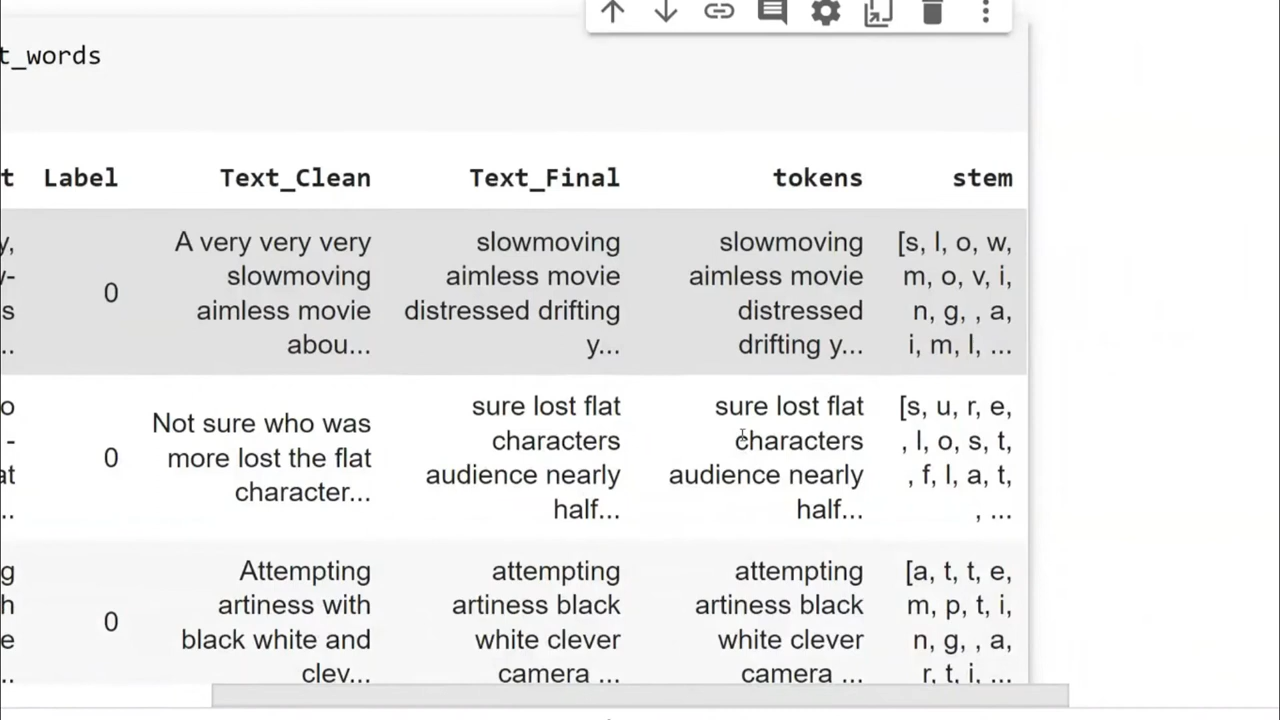 t_words
t Label Text_Clean Text_Final tokens stem
y, A very very very slowmoving slowmoving [s, l, o, w,
slowmoving aimless movie aimless movie m, o, v, i,
s 0 aimless movie distressed drifting distressed n, g, , a,
.. abou... y... drifting y... i, m, l, ...
o Not sure who was sure lost flat sure lost flat [s, u, r, e,
- more lost the flat characters characters , l, o, s, t,
at 0 character... audience nearly audience nearly , f, l, a, t,
.. half... half... , ...
g Attempting attempting attempting [a, t, t, e,
h artiness with artiness black artiness black m, p, t, i,
e 0 black white and white clever white clever n, g, , a,
.. clev... camera ... camera ... r, t, i, ...